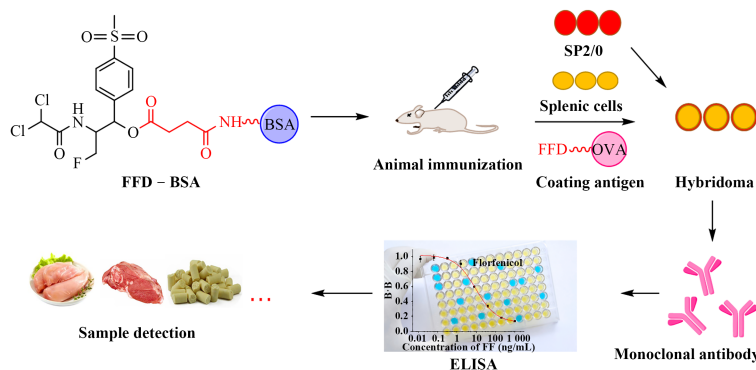 O
S
O
Cl
Cl
H
N
O
F
O
O
O
NH
BSA
FFD – BSA
Animal immunization
SP2/0
Splenic cells
FFD
OVA
Coating antigen
Hybridoma
Monoclonal antibody
Florfenicol
B·B
1.0
0.8
0.6
0.4
0.2
0.0
0.01 0.1 1 10 100 1 000
Concentration of FF (ng/mL)
ELISA
...
Sample detection